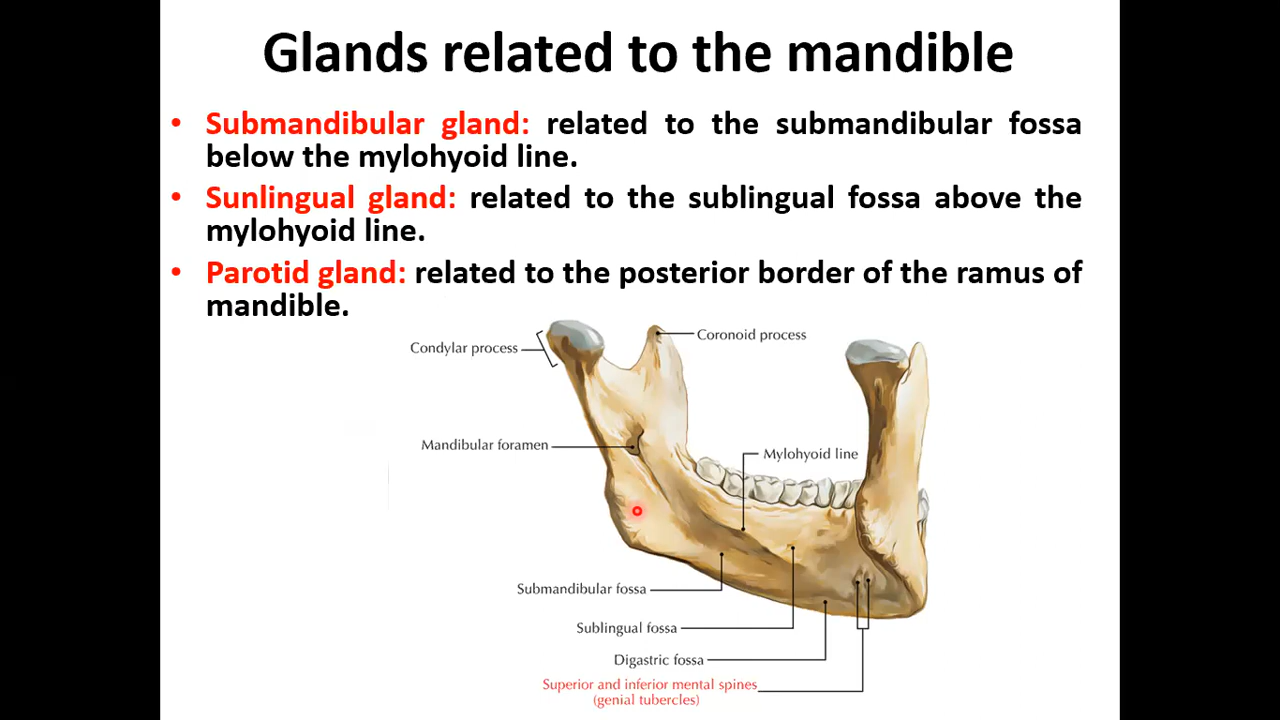 Glands related to the mandible
• Submandibular gland: related to the submandibular fossa
below the mylohyoid line.
• Sunlingual gland: related to the sublingual fossa above the
mylohyoid line.
• Parotid gland: related to the posterior border of the ramus of
mandible.
Coronoid process
Condylar process
Mandibular foramen
Mylohyoid line
Submandibular fossa
Sublingual fossa
Digastric fossa
Superior and inferior mental spines
(genial tubercles)